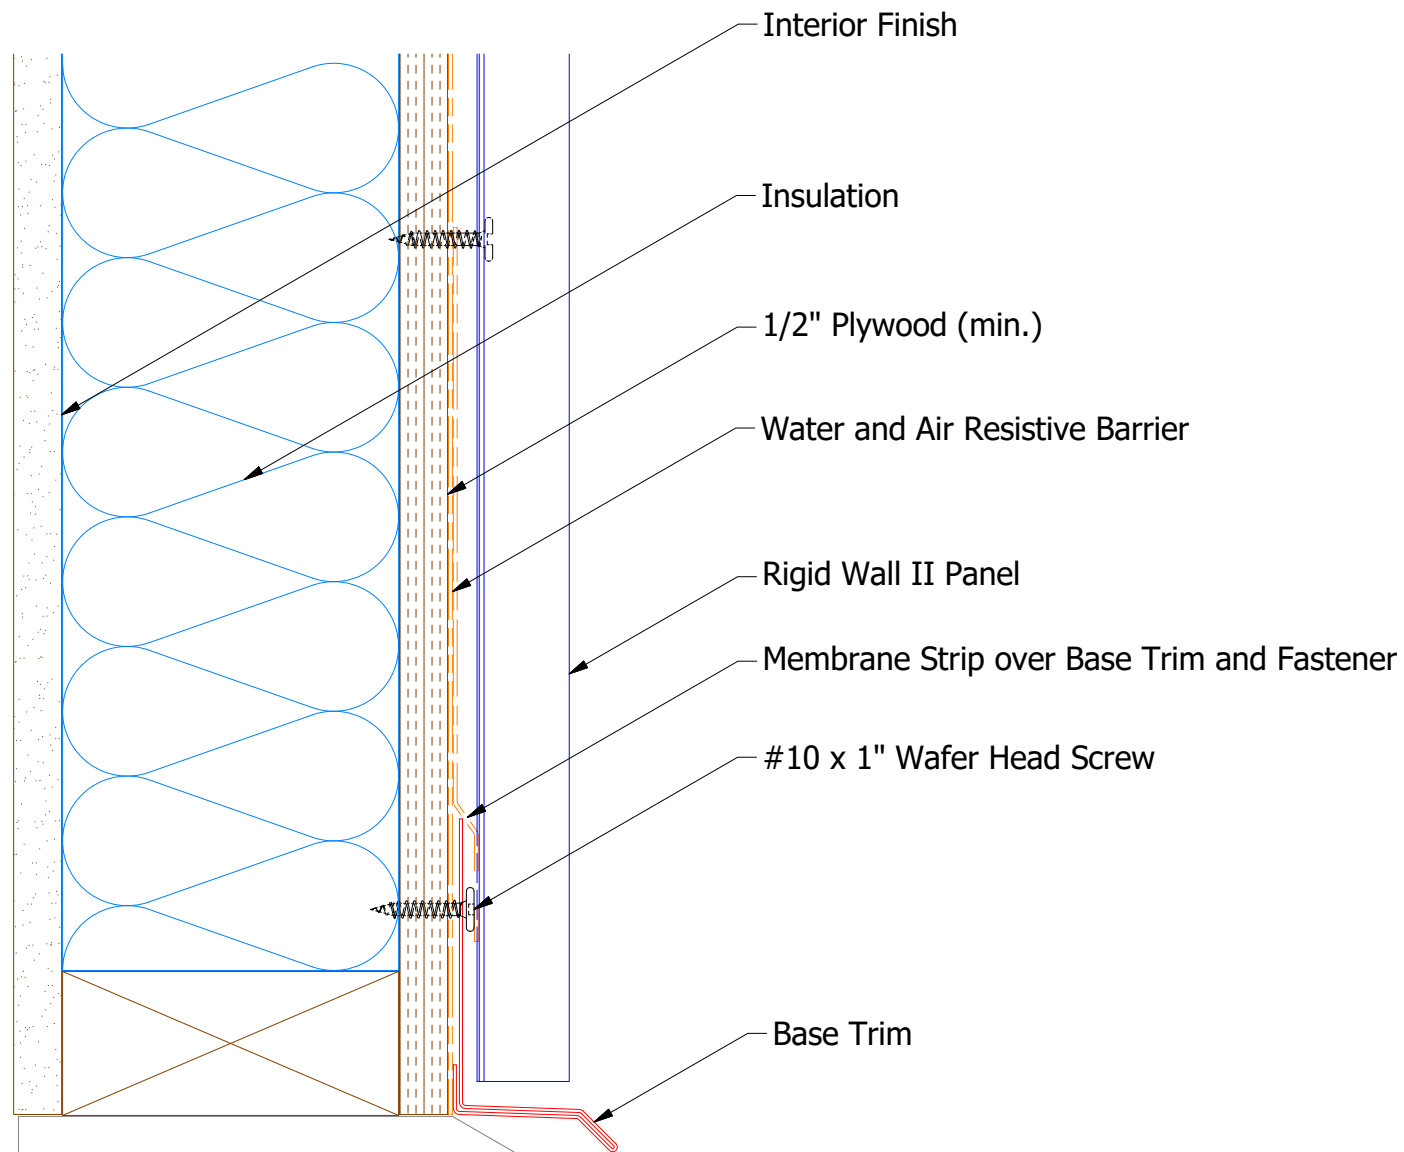 Interior Finish
Insulation
1/2" Plywood (min.)
Water and Air Resistive Barrier
Rigid Wall II Panel
Membrane Strip over Base Trim and Fastener
#10 x 1" Wafer Head Screw
Base Trim